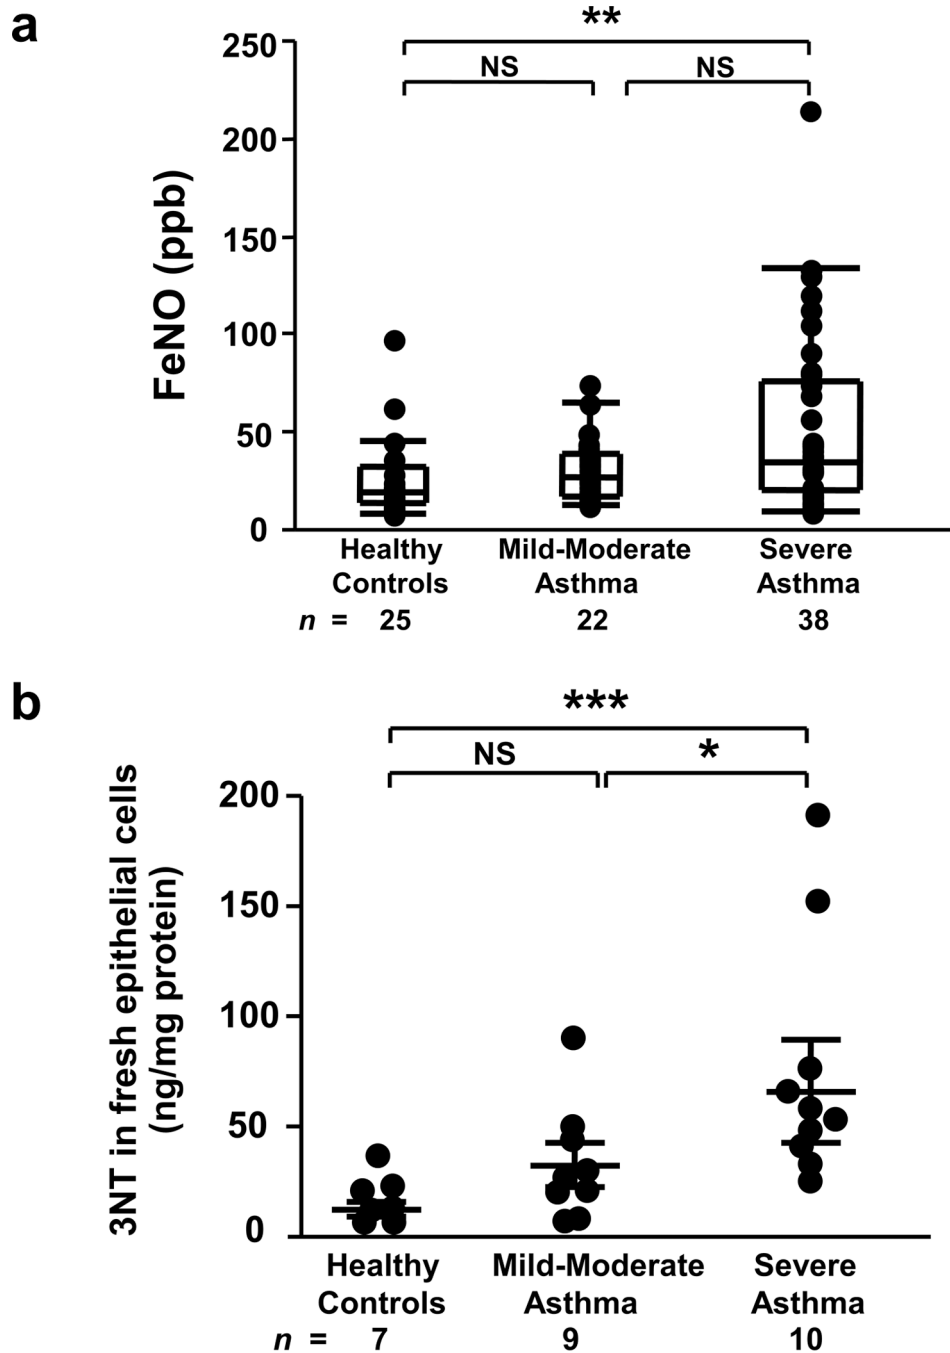 a
**
NS NS
250
200
150
100
50
0
FeNO (ppb)
Healthy Controls
Mild-Moderate Asthma
Severe Asthma
n = 25 22 38
b
***
NS *
200
150
100
50
0
3NT in fresh epithelial cells
(ng/mg protein)
Healthy Controls
Mild-Moderate Asthma
Severe Asthma
n = 7 9 10